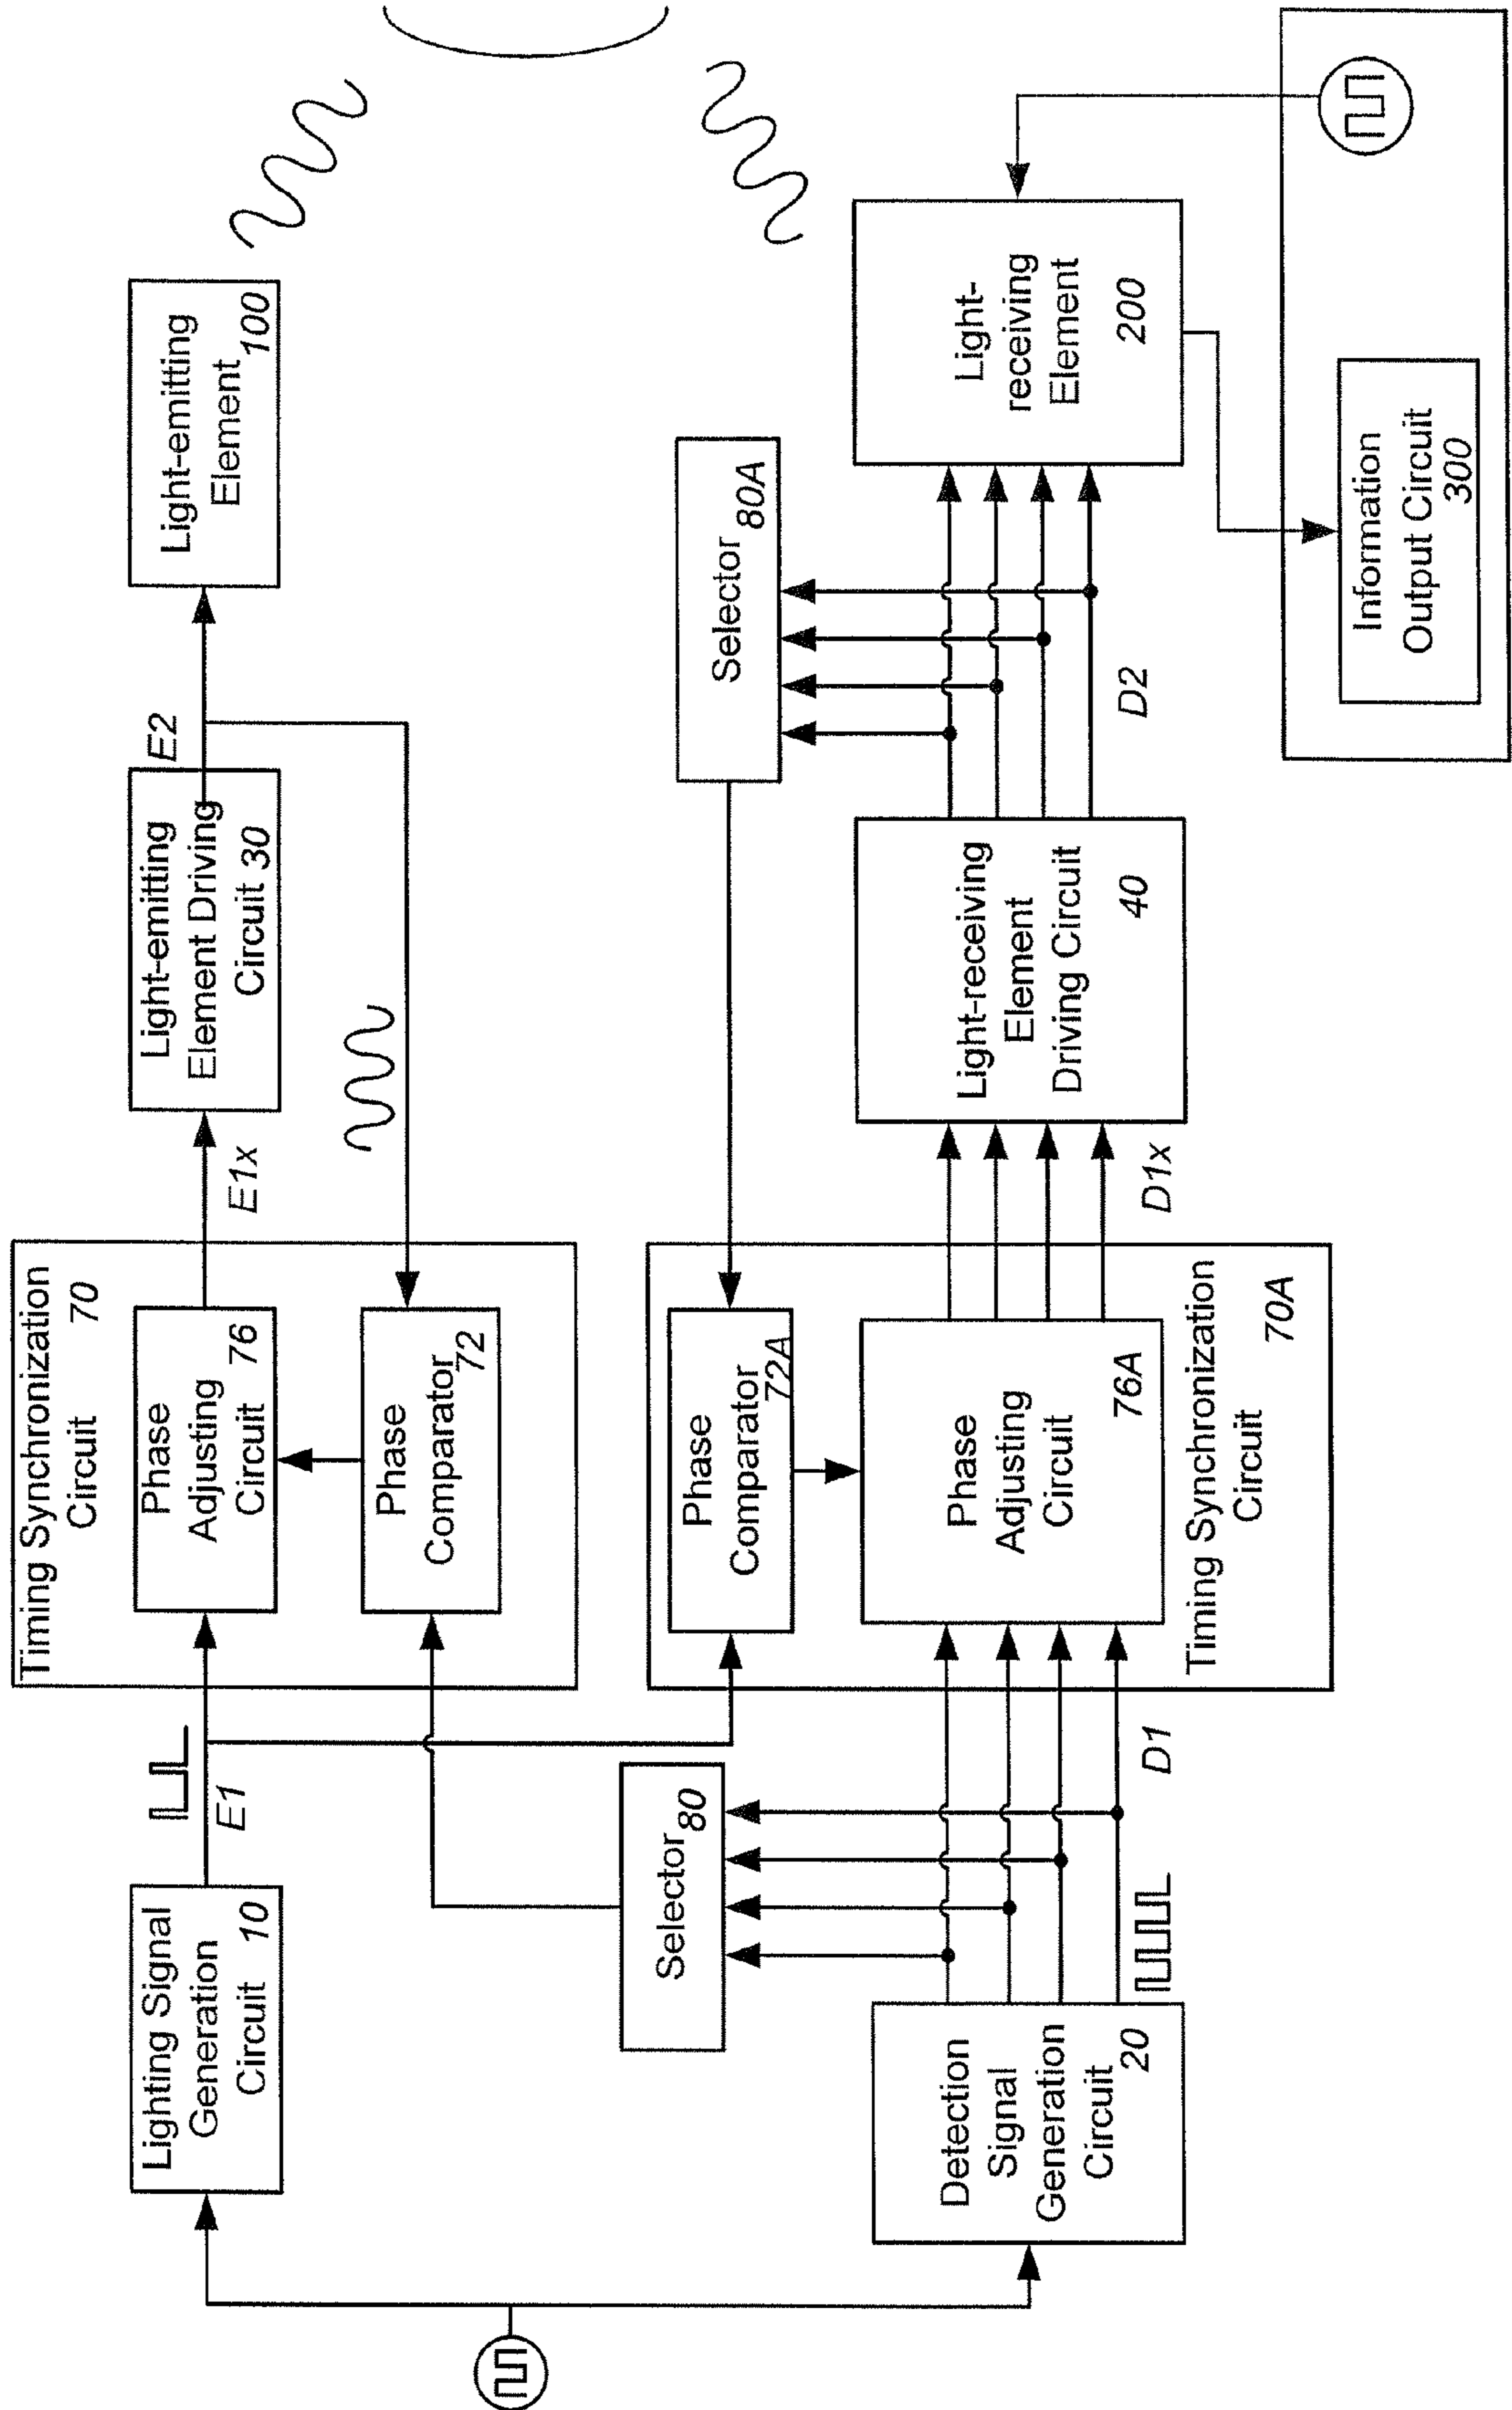 Lighting Signal
Generation
Circuit 10
E1
Timing Synchronization
Circuit 70
Phase
Adjusting
Circuit 76
Phase
Comparator 72
E1x
Light-emitting
Element Driving
Circuit 30
E2
Light-emitting
Element 100
Selector 80
Selector 80A
Detection
Signal
Generation
Circuit 20
D1
Phase
Comparator 72A
Phase
Adjusting
Circuit
76A
Timing Synchronization
Circuit 70A
D1x
Light-receiving
Element
Driving Circuit
40
D2
Light-
receiving
Element
200
Information
Output Circuit
300